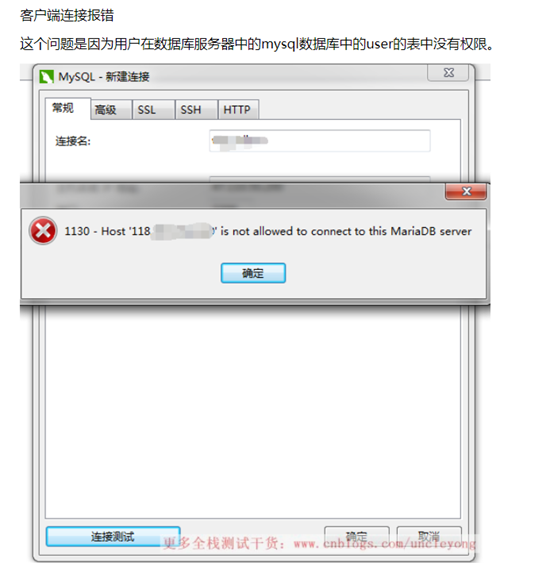 客户端连接报错
这个问题是因为用户在数据库服务器中的mysql数据库中的user的表中没有权限。
MySQL - 新建连接
常规 高级 SSL SSH HTTP
连接名:
1130 - Host '118. ' is not allowed to connect to this MariaDB server
确定
连接测试 确定 取消
更多全栈测试干货：www.cnblogs.com/uncleyong